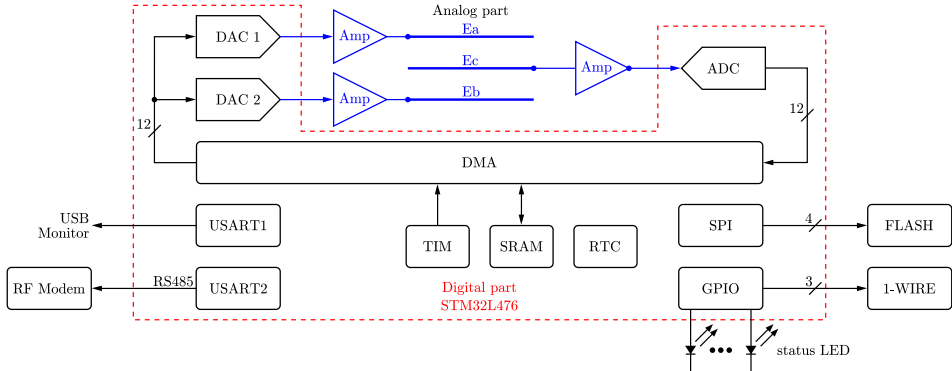 Analog part
DAC 1
Amp
Ea
Ec
Amp
ADC
DAC 2
Amp
Eb
12
12
DMA
USB
Monitor
USART1
TIM
SRAM
RTC
SPI
4
FLASH
RF Modem
RS485
USART2
Digital part
STM32L476
GPIO
3
1-WIRE
status LED